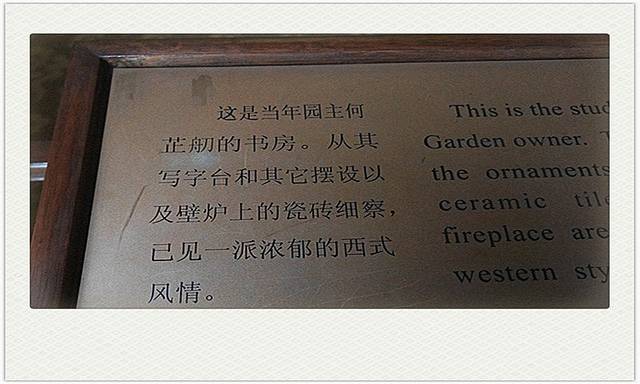 这是当年园主何
芷舠的书房。从其
写字台和其它摆设以
及壁炉上的瓷砖细察，
已见一派浓郁的西式
风情。
This is the stud
Garden owner. T
the ornaments
ceramic tile
fireplace are
western sty